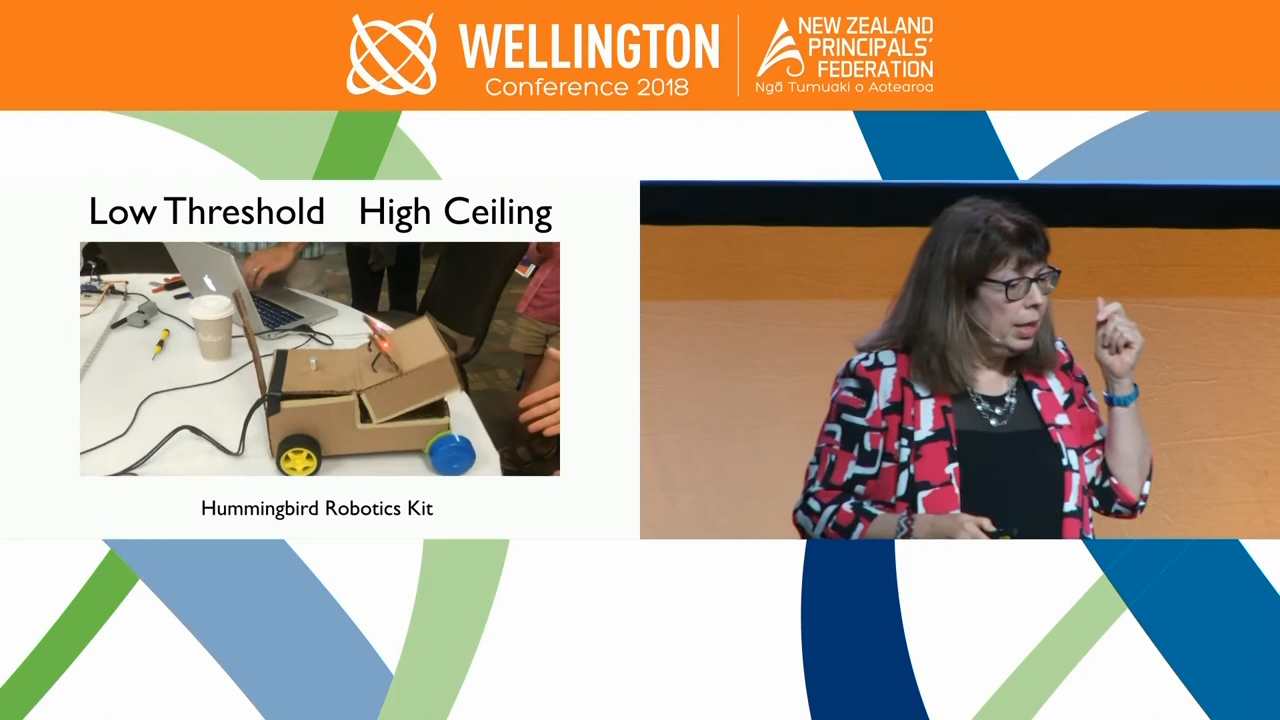 WELLINGTON
Conference 2018
NEW ZEALAND
PRINCIPALS'
FEDERATION
Ngā Tumuaki o Aotearoa
Low Threshold High Ceiling
Hummingbird Robotics Kit